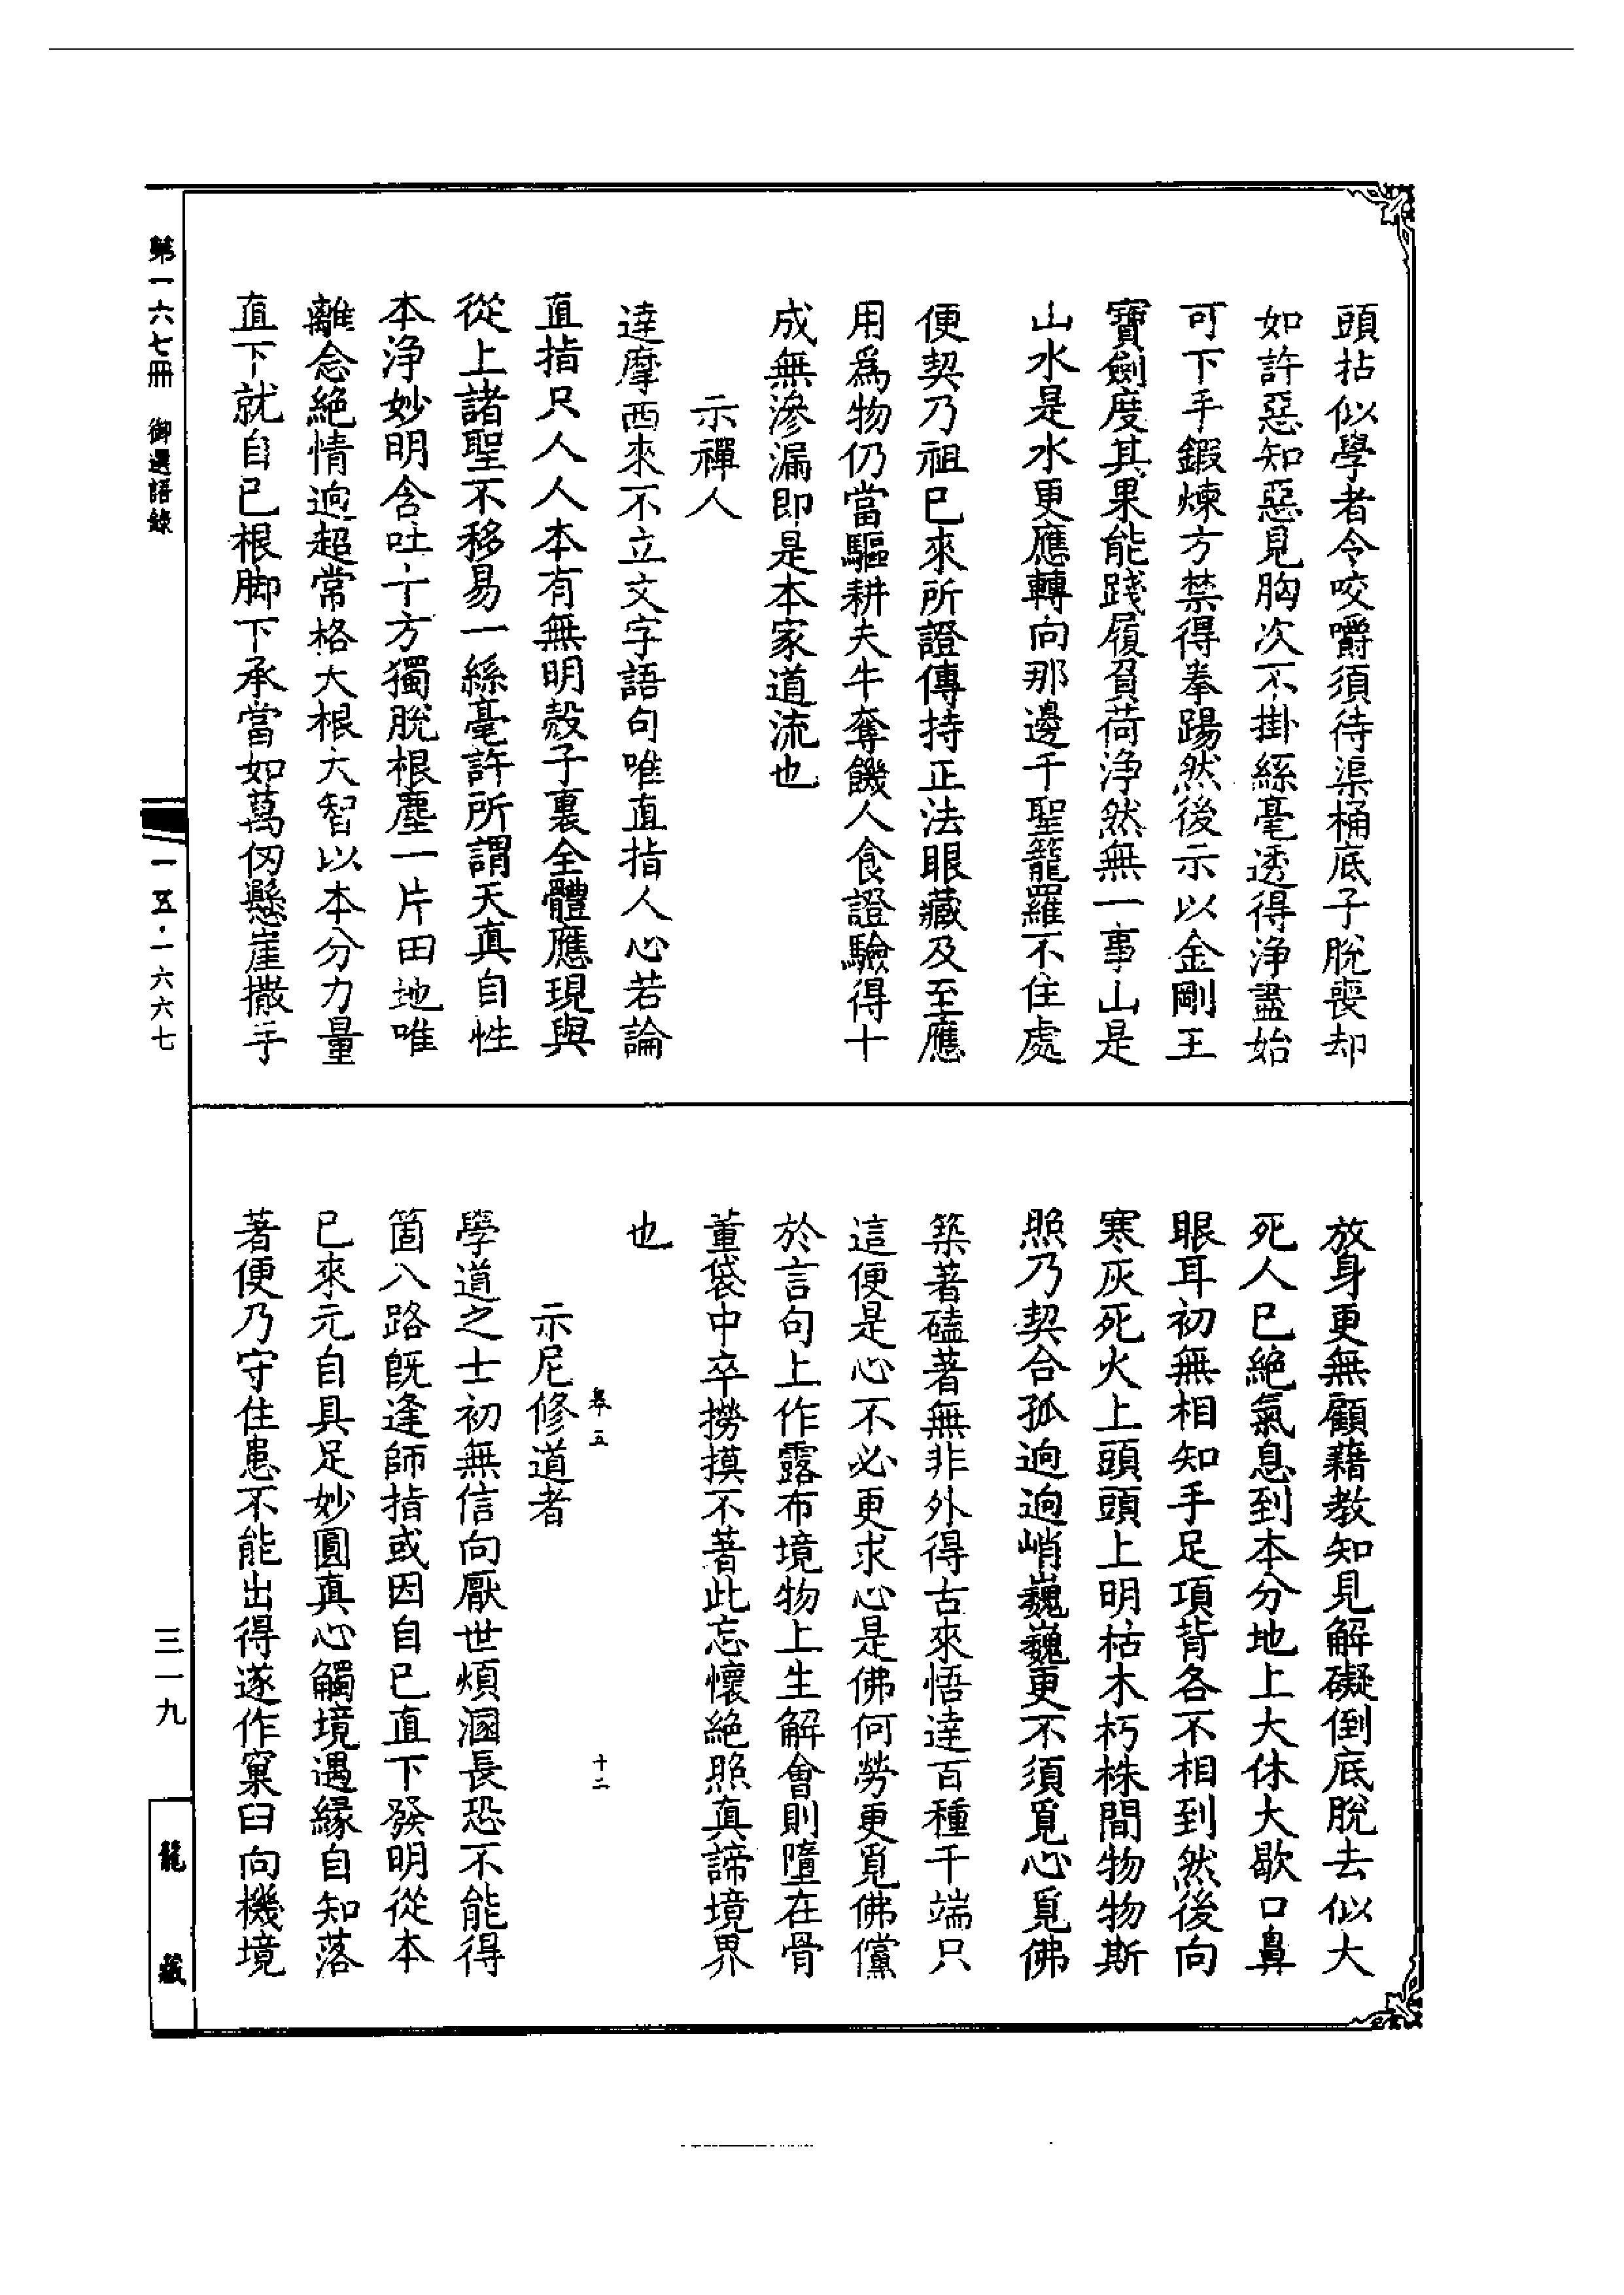 頭拈似學者令咬嚼須待渠桶底子脫喪却
如許惡知惡見胸次不掛絲毫透得淨盡始
可下手鍜煉方禁得拳踢然後示以金剛王
寶劍度其果能踐履負荷淨然無一事山是
山水是水更應轉向那邊千聖籠羅不住處
便契乃祖已來所證傳持正法眼藏及至應
用爲物仍當驅耕夫牛奪饑人食證驗得十
成無滲漏即是本家道流也
示禪人
達摩西來不立文字語句唯直指人心若論
直指只人人本有無明殼子裏全體應現與
從上諸聖不移易一絲毫許所謂天真自性
本淨妙明含吐十方獨脫根塵一片田地唯
離念絕情逈超常格大根大智以本分力量
直下就自已根脚下承當如萬仞懸崖撒手
放身更無顧藉教知見解礙倒底脫去似大
死人已絕氣息到本分地上大休大歇口鼻
眼耳初無相知手足項背各不相到然後向
寒灰死火上頭頭上明枯木朽株間物物斯
照乃契合孤逈逈峭巍巍更不須覓心覓佛
築著磕著無非外得古來悟達百種千端只
這便是心不必更求心是佛何勞更覓佛儻
於言句上作露布境物上生解會則墮在骨
董袋中卒撈摸不著此忘懷絕照真諦境界
也
卷五 十二
示尼修道者
學道之士初無信向厭世煩溷長恐不能得
箇入路旣逢師指或因自已直下發明從本
已來元自具足妙圓真心觸境遇緣自知落
著便乃守住患不能出得遂作窠臼向機境
第一六七冊 御選語錄
一五·一六六七
三一九
龍藏